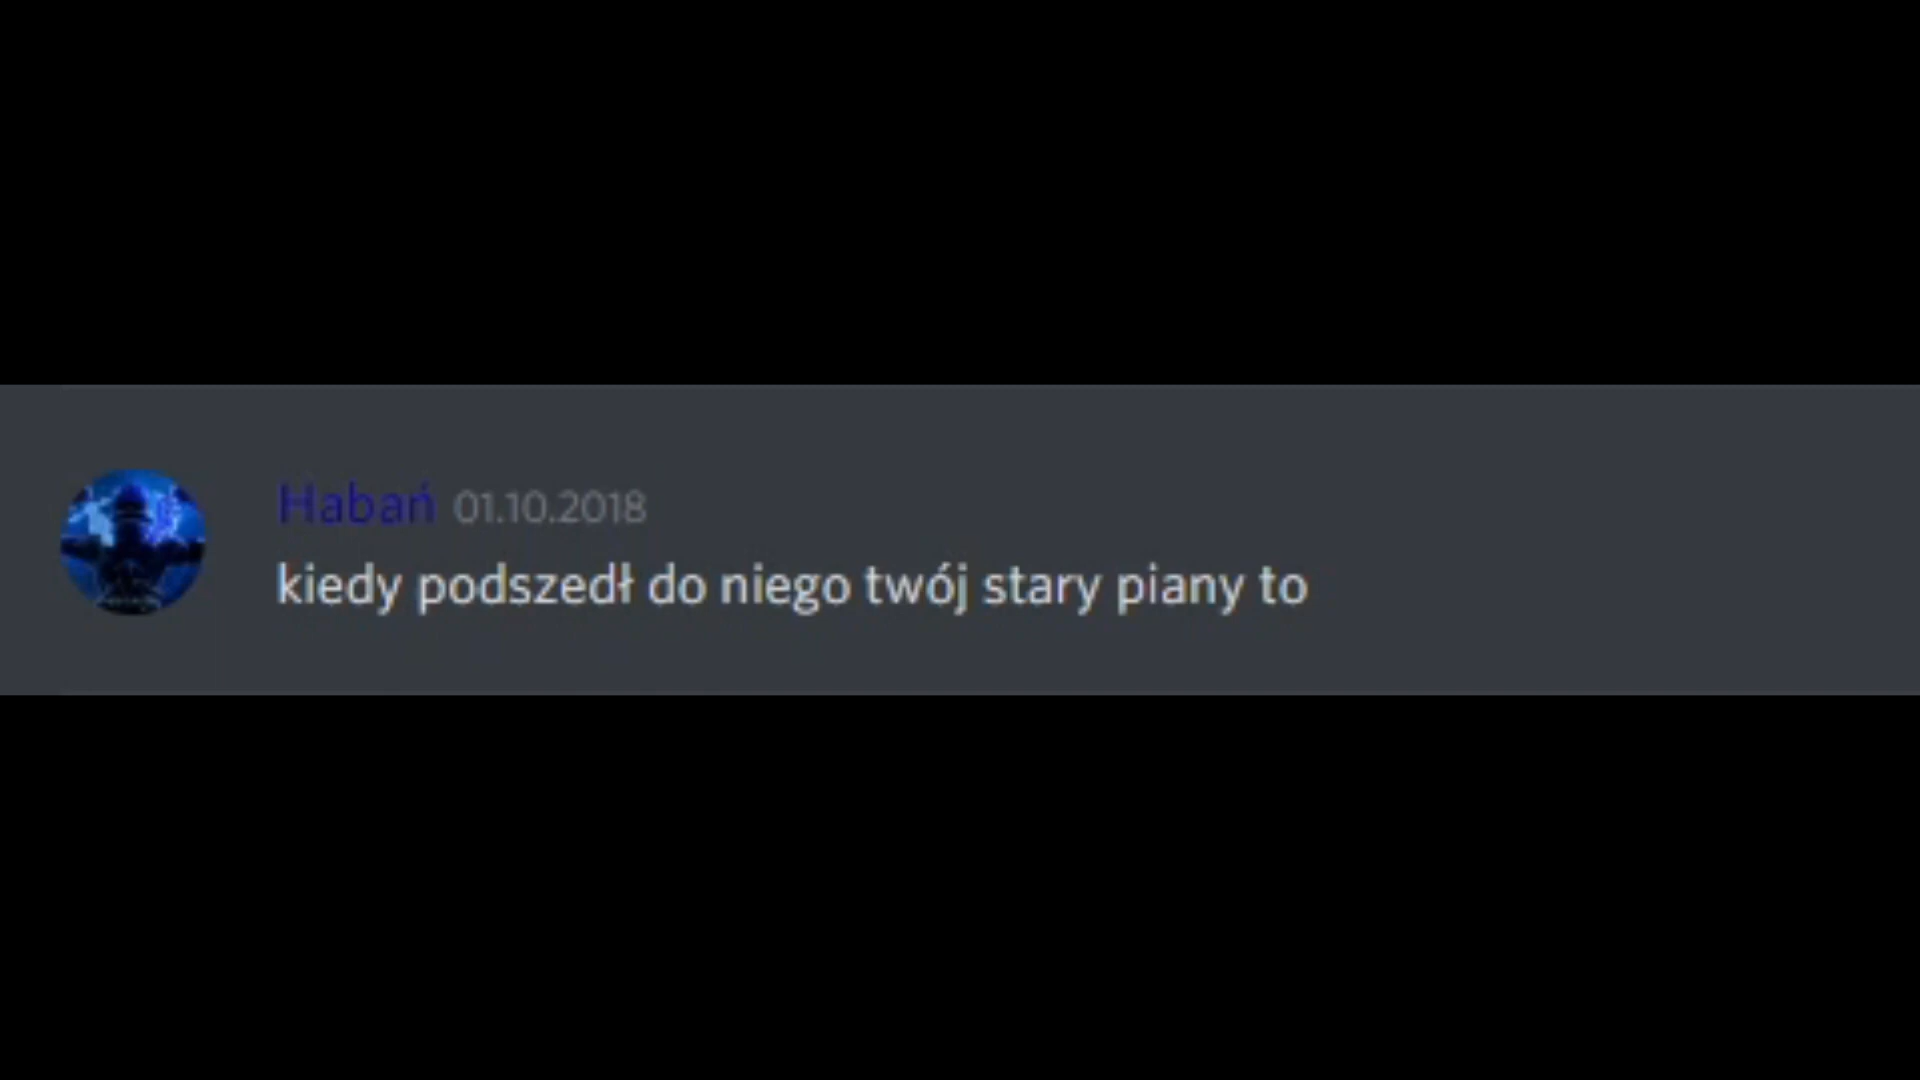 Habań 01.10.2018
kiedy podszedł do niego twój stary piany to